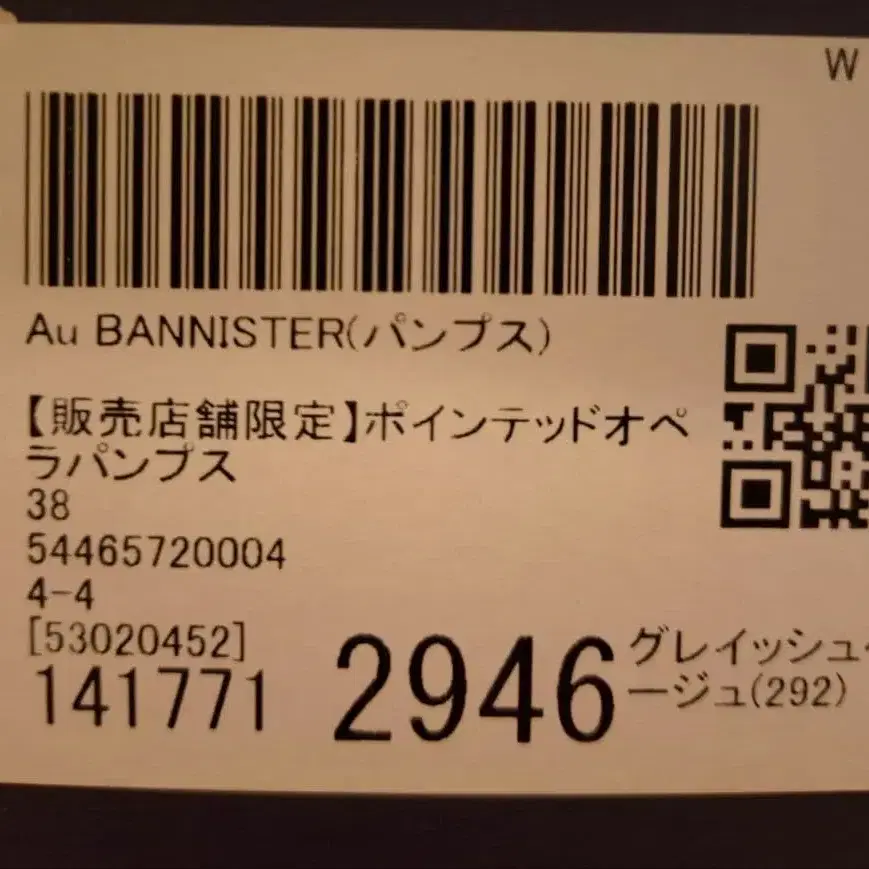 W
Au BANNISTER(パンプス)
【販売店舗限定】ポインテッドオペ
ラパンプス
38
54465720004
4-4
[53020452]
141771
2946
グレイッシュ
ージュ(292)